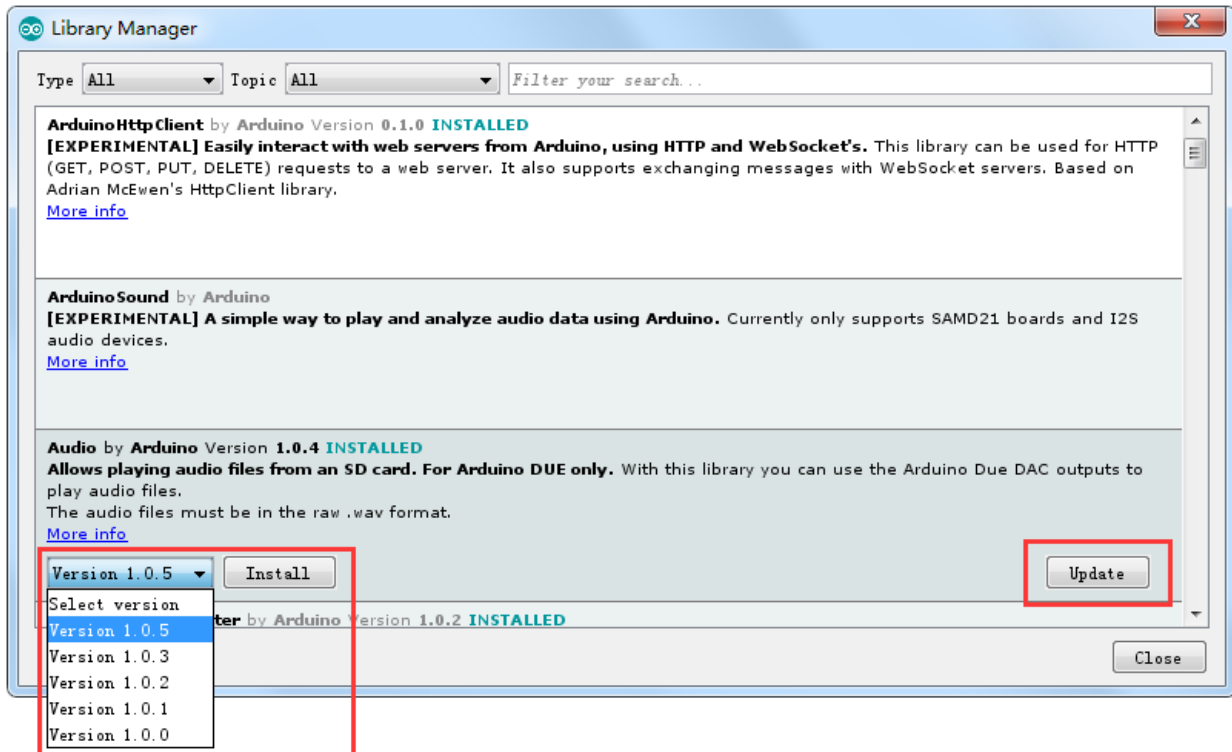 Library Manager
Type All Topic All Filter your search...
ArduinoHttpClient by Arduino Version 0.1.0 INSTALLED
[EXPERIMENTAL] Easily interact with web servers from Arduino, using HTTP and WebSocket's. This library can be used for HTTP
(GET, POST, PUT, DELETE) requests to a web server. It also supports exchanging messages with WebSocket servers. Based on
Adrian McEwen's HttpClient library.
More info
ArduinoSound by Arduino
[EXPERIMENTAL] A simple way to play and analyze audio data using Arduino. Currently only supports SAMD21 boards and I2S
audio devices.
More info
Audio by Arduino Version 1.0.4 INSTALLED
Allows playing audio files from an SD card. For Arduino DUE only. With this library you can use the Arduino Due DAC outputs to
play audio files.
The audio files must be in the raw .wav format.
More info
Version 1.0.5 Install Update
Select version
ter by Arduino Version 1.0.2 INSTALLED
Version 1.0.5
Version 1.0.3
Close
Version 1.0.2
Version 1.0.1
Version 1.0.0